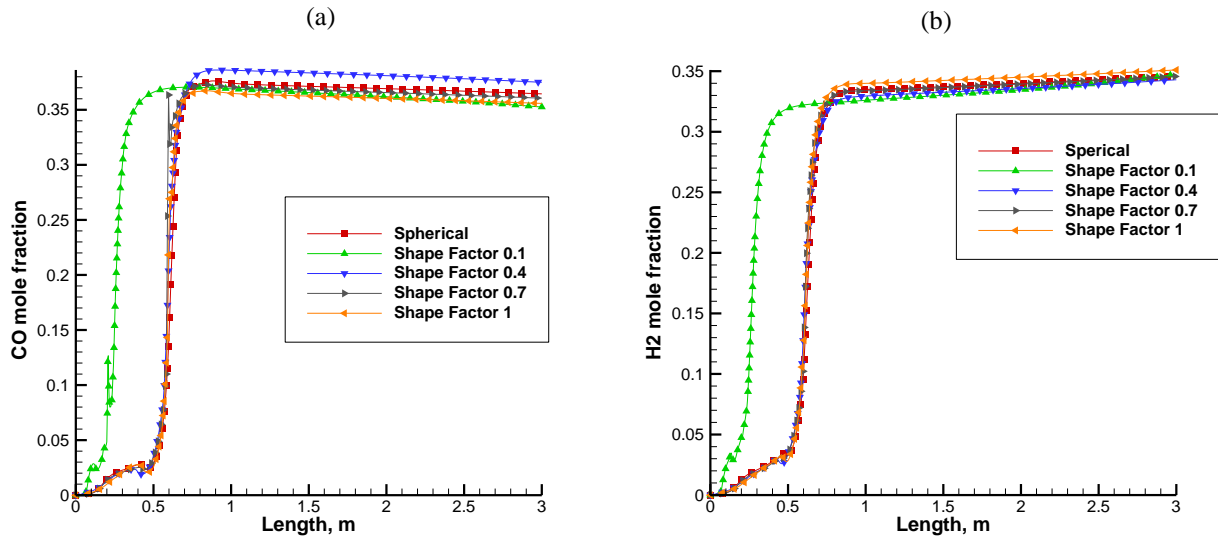 (a)
CO mole fraction
0.35
0.3
0.25
0.2
0.15
0.1
0.05
0
0
0.5
1
1.5
2
2.5
3
Length, m
Spherical
Shape Factor 0.1
Shape Factor 0.4
Shape Factor 0.7
Shape Factor 1
(b)
H2 mole fraction
0.35
0.3
0.25
0.2
0.15
0.1
0.05
0
0
0.5
1
1.5
2
2.5
3
Length, m
Sperical
Shape Factor 0.1
Shape Factor 0.4
Shape Factor 0.7
Shape Factor 1